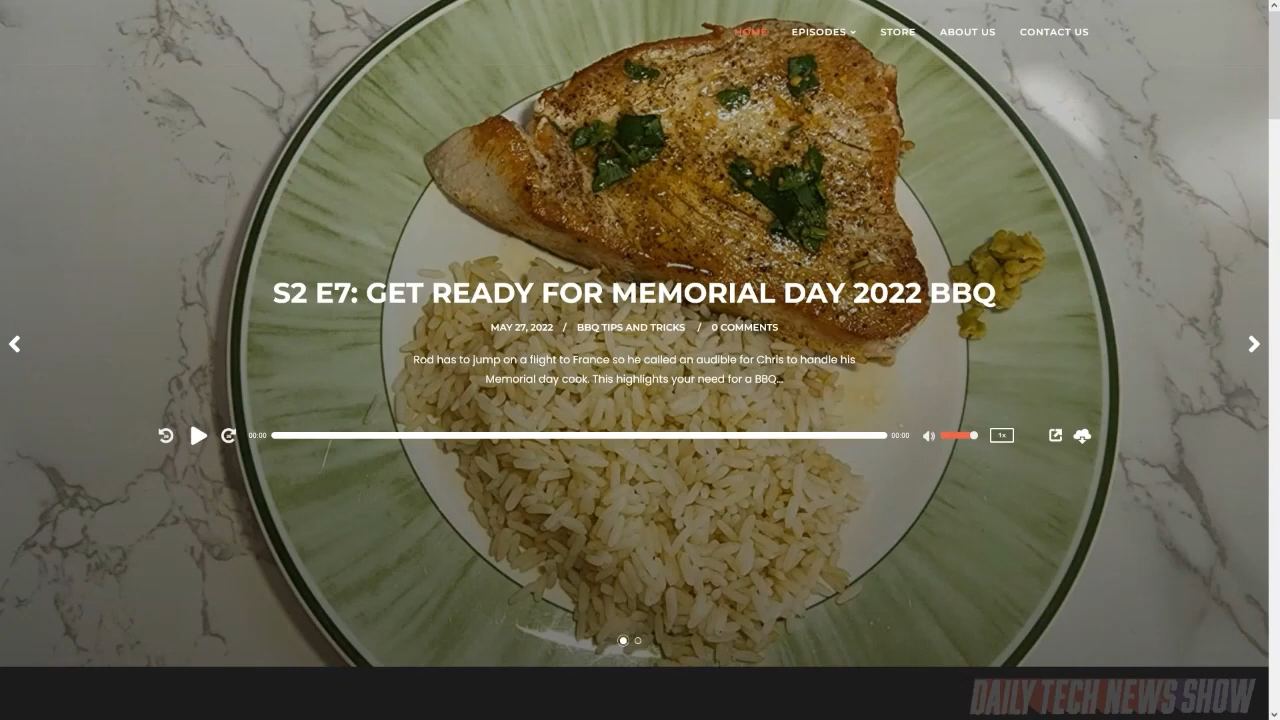 HOME EPISODES STORE ABOUT US CONTACT US
S2 E7: GET READY FOR MEMORIAL DAY 2022 BBQ
MAY 27, 2022 / BBQ TIPS AND TRICKS / 0 COMMENTS
Rod has to jump on a flight to France so he called an audible for Chris to handle his
Memorial day cook. This highlights your need for a BBQ...
00:00 00:00 1x
DAILY TECH NEWS SHOW